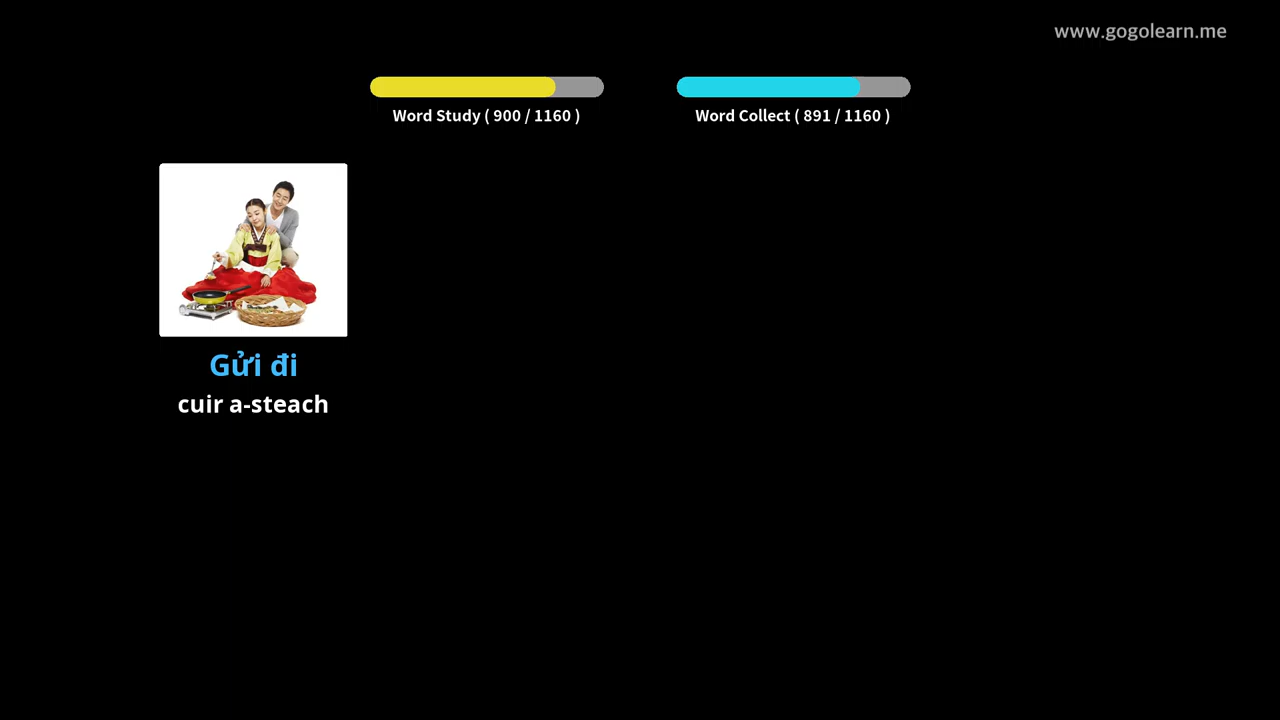 www.gogolearn.me
Word Study ( 900 / 1160 )
Word Collect ( 891 / 1160 )
Gửi đi
cuir a-steach